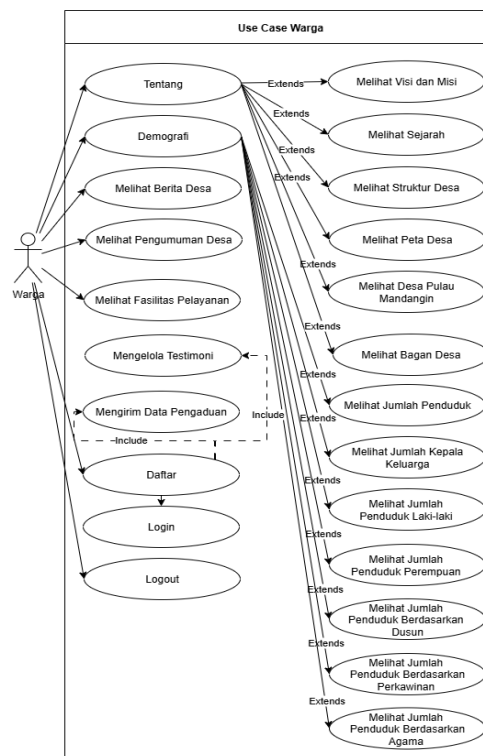 Use Case Warga
Tentang
Extends
Melihat Visi dan Misi
Demografi
Extends
Melihat Sejarah
Extends
Melihat Berita Desa
Extends
Melihat Struktur Desa
Warga
Melihat Pengumuman Desa
Melihat Peta Desa
Extends
Melihat Fasilitas Pelayanan
Melihat Desa Pulau
Mandangin
Extends
Mengelola Testimoni
Melihat Bagan Desa
Extends
Mengirim Data Pengaduan
Include
Include
Melihat Jumlah Penduduk
Extends
Daftar
Melihat Jumlah Kepala
Keluarga
Extends
Login
Melihat Jumlah
Penduduk Laki-laki
Extends
Logout
Melihat Jumlah
Penduduk Perempuan
Extends
Melihat Jumlah
Penduduk Berdasarkan
Dusun
Extends
Melihat Jumlah
Penduduk Berdasarkan
Perkawinan
Extends
Melihat Jumlah
Penduduk Berdasarkan
Agama